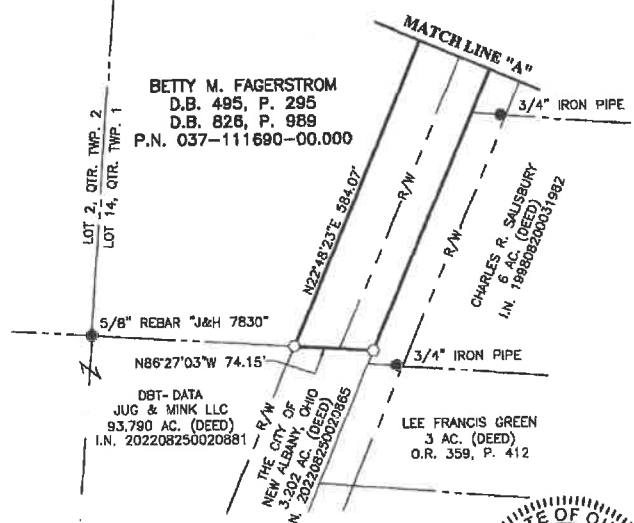 MATCH LINE "A"
BETTY M. FAGERSTROM
D.B. 495, P. 295
D.B. 826, P. 989
P.N. 037-111690-00.000
3/4" IRON PIPE
LOT 2, QTR. TWP. 2
LOT 14, QTR. TWP. 1
N22°48'23"E 584.07'
R/W
R/W
CHARLES R. SALISBURY
6 AC. (DEED)
I.N. 199808200031982
5/8" REBAR "J&H 7830"
N86°27'03"W 74.15'
3/4" IRON PIPE
DBT-DATA
JUG & MINK LLC
93.790 AC. (DEED)
I.N. 202208250020881
R/W
THE CITY OF
NEW ALBANY, OHIO
3.202 AC. (DEED)
N. 202208250020865
LEE FRANCIS GREEN
3 AC. (DEED)
O.R. 359, P. 412
TE OF O